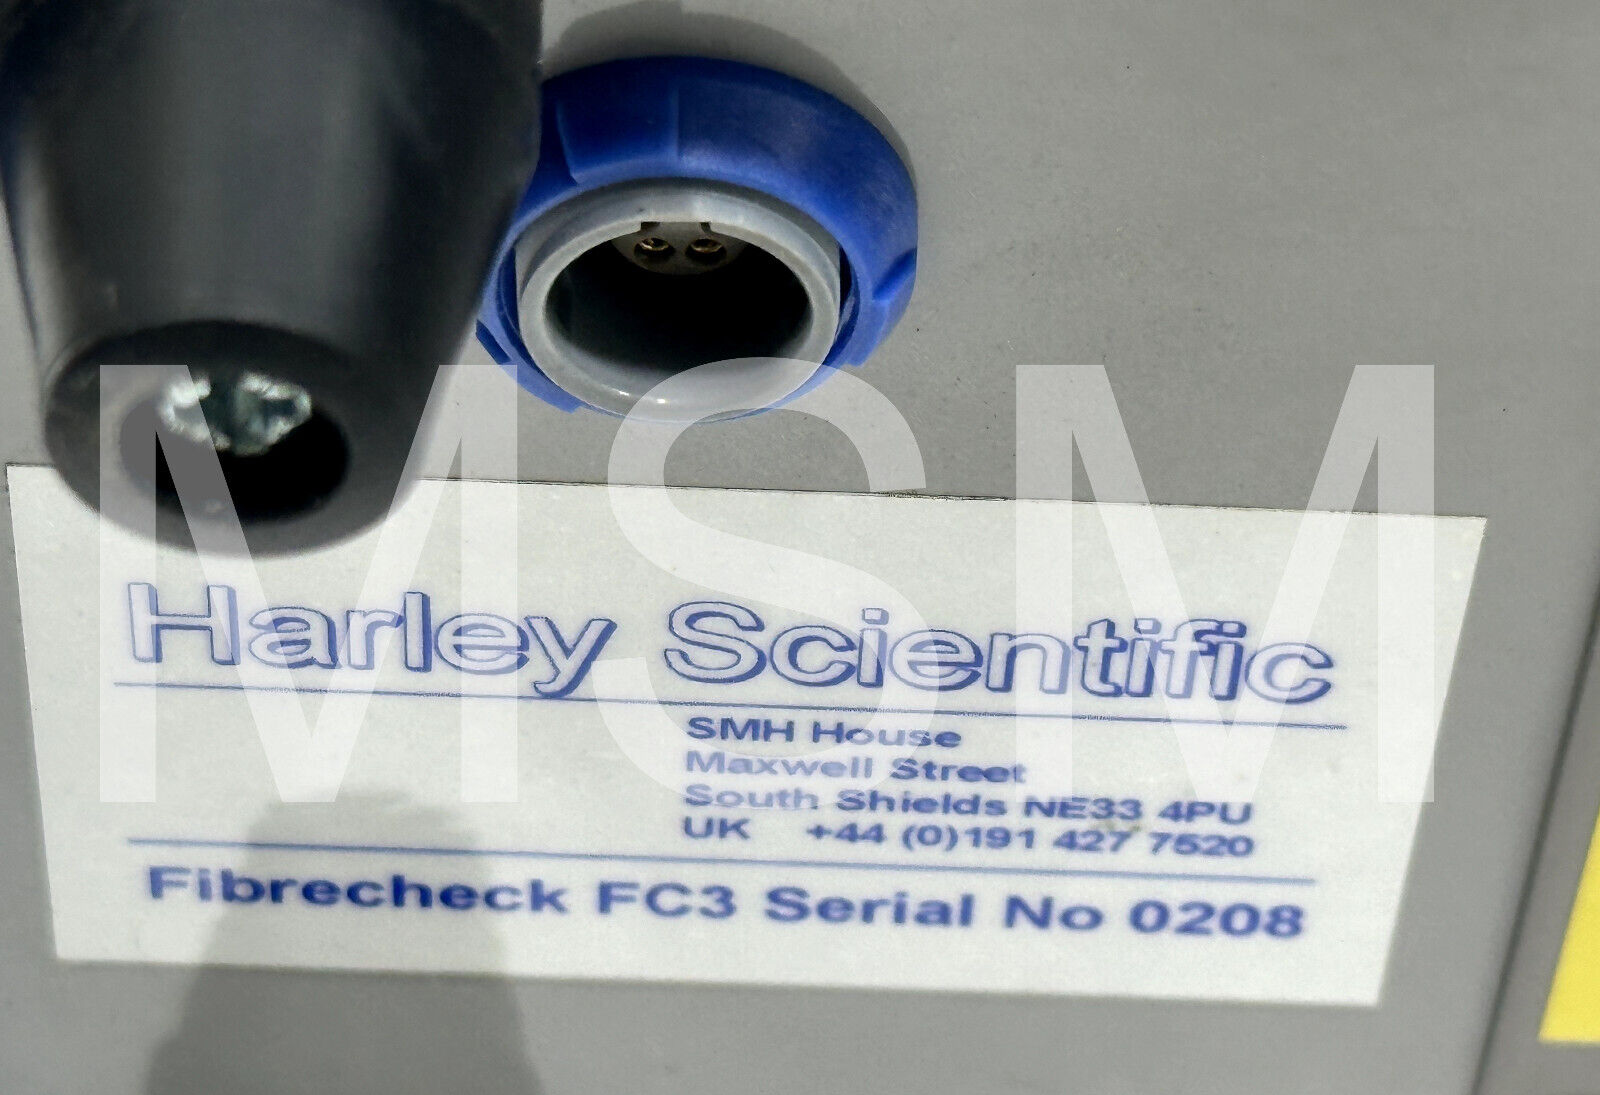 MSM
Harley Scientific
SMH House
Maxwell Street
South Shields NE33 4PU
UK +44 (0)191 427 7520
Fibrecheck FC3 Serial No 0208